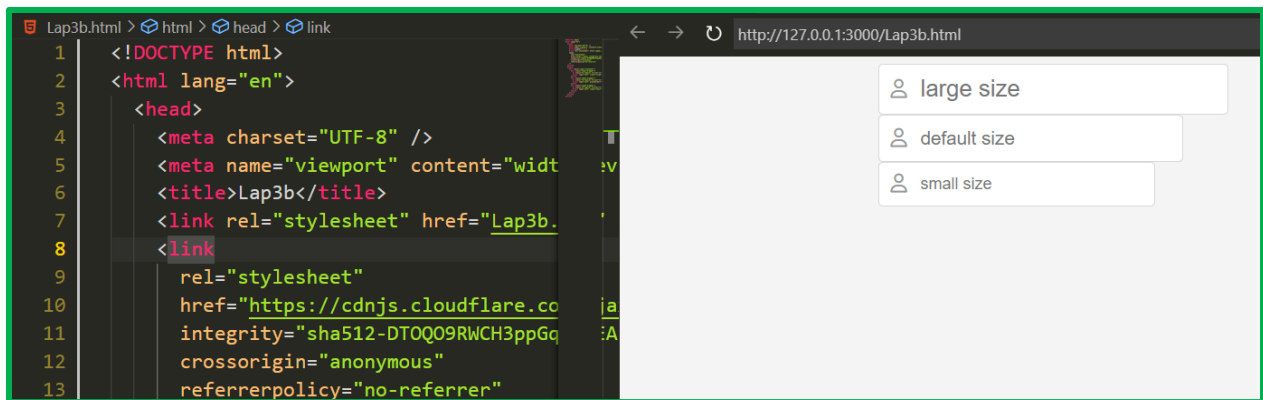 Lap3b.html > html > head > link
1 <!DOCTYPE html>
2 <html lang="en">
3 <head>
4 <meta charset="UTF-8" />
5 <meta name="viewport" content="widt
6 <title>Lap3b</title>
7 <link rel="stylesheet" href="Lap3b.
8 <link
9 rel="stylesheet"
10 href="https://cdnjs.cloudflare.co
11 integrity="sha512-DTOQO9RWCH3ppGq
12 crossorigin="anonymous"
13 referrerpolicy="no-referrer"
http://127.0.0.1:3000/Lap3b.html
large size
default size
small size